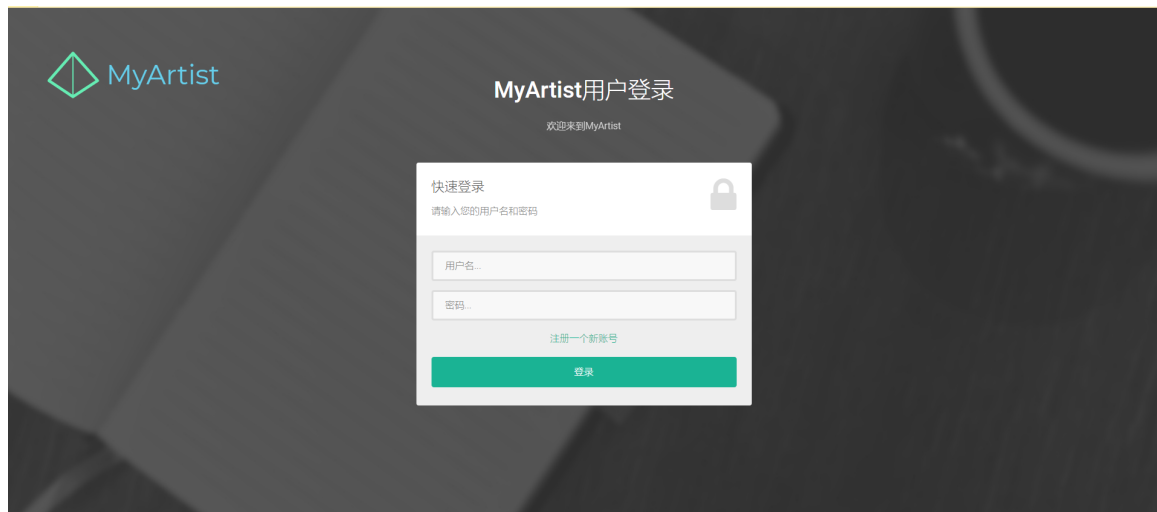 MyArtist
MyArtist用户登录
欢迎来到MyArtist
快速登录
请输入您的用户名和密码
用户名...
密码...
注册一个新账号
登录